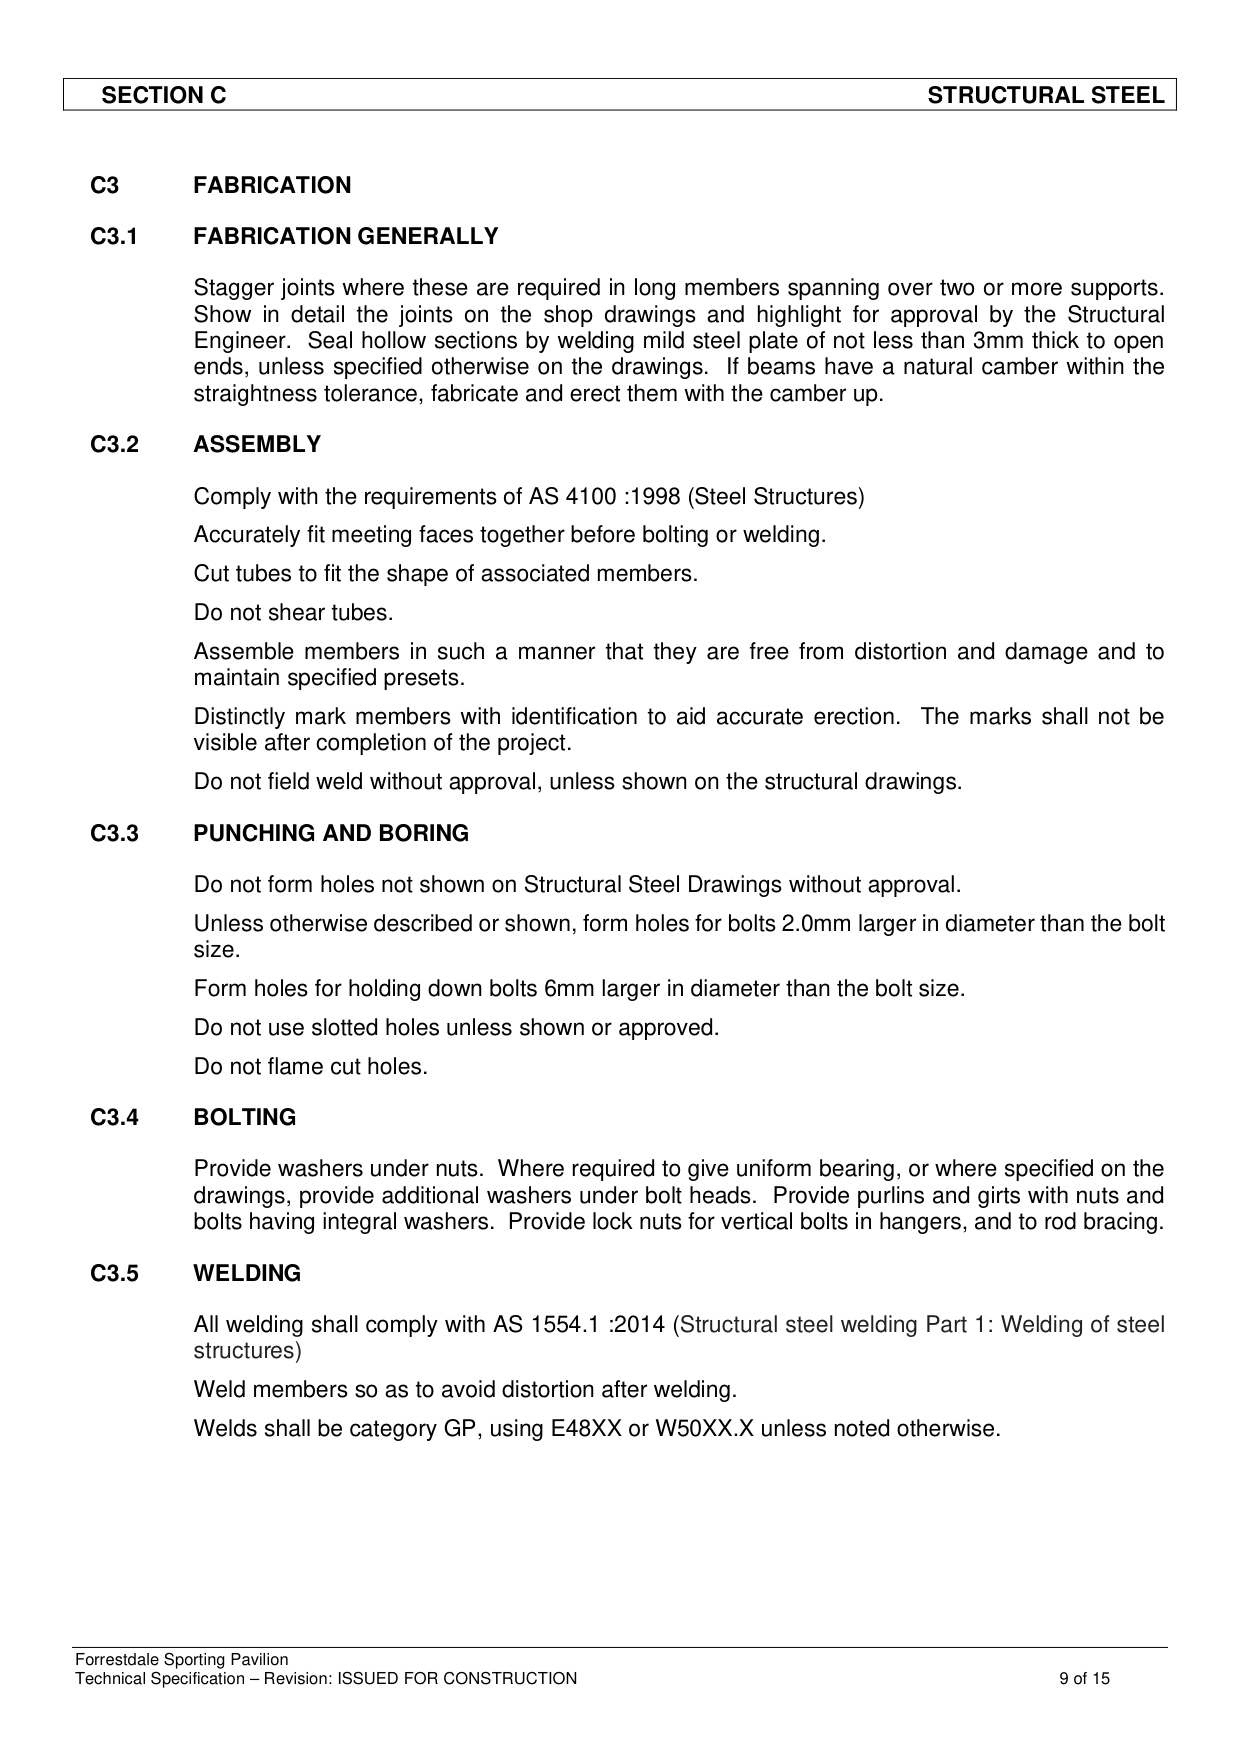 SECTION C STRUCTURAL STEEL
C3 FABRICATION
C3.1 FABRICATION GENERALLY
Stagger joints where these are required in long members spanning over two or more supports.
Show in detail the joints on the shop drawings and highlight for approval by the Structural
Engineer. Seal hollow sections by welding mild steel plate of not less than 3mm thick to open
ends, unless specified otherwise on the drawings. If beams have a natural camber within the
straightness tolerance, fabricate and erect them with the camber up.
C3.2 ASSEMBLY
Comply with the requirements of AS 4100 :1998 (Steel Structures)
Accurately fit meeting faces together before bolting or welding.
Cut tubes to fit the shape of associated members.
Do not shear tubes.
Assemble members in such a manner that they are free from distortion and damage and to
maintain specified presets.
Distinctly mark members with identification to aid accurate erection. The marks shall not be
visible after completion of the project.
Do not field weld without approval, unless shown on the structural drawings.
C3.3 PUNCHING AND BORING
Do not form holes not shown on Structural Steel Drawings without approval.
Unless otherwise described or shown, form holes for bolts 2.0mm larger in diameter than the bolt
size.
Form holes for holding down bolts 6mm larger in diameter than the bolt size.
Do not use slotted holes unless shown or approved.
Do not flame cut holes.
C3.4 BOLTING
Provide washers under nuts. Where required to give uniform bearing, or where specified on the
drawings, provide additional washers under bolt heads. Provide purlins and girts with nuts and
bolts having integral washers. Provide lock nuts for vertical bolts in hangers, and to rod bracing.
C3.5 WELDING
All welding shall comply with AS 1554.1 :2014 (Structural steel welding Part 1: Welding of steel
structures)
Weld members so as to avoid distortion after welding.
Welds shall be category GP, using E48XX or W50XX.X unless noted otherwise.
Forrestdale Sporting Pavilion
Technical Specification – Revision: ISSUED FOR CONSTRUCTION 9 of 15